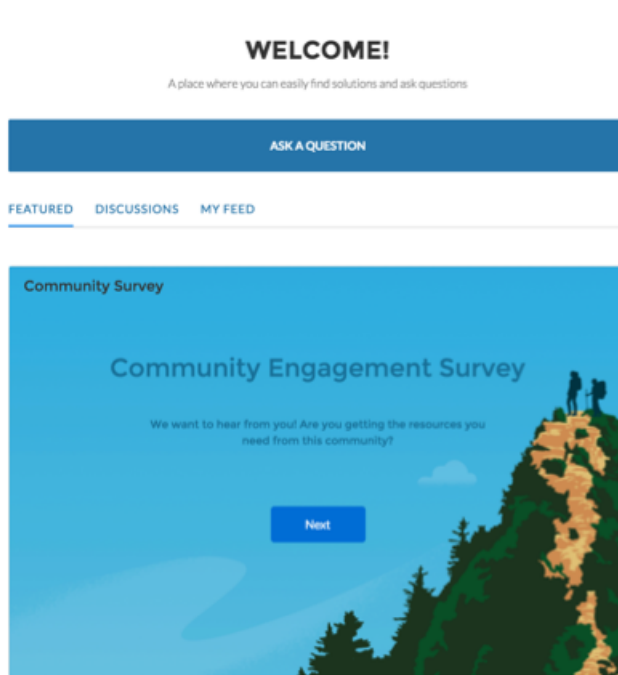 WELCOME!
A place where you can easily find solutions and ask questions
ASK A QUESTION
FEATURED DISCUSSIONS MY FEED
Community Survey
Community Engagement Survey
We want to hear from you! Are you getting the resources you
need from this community?
Next